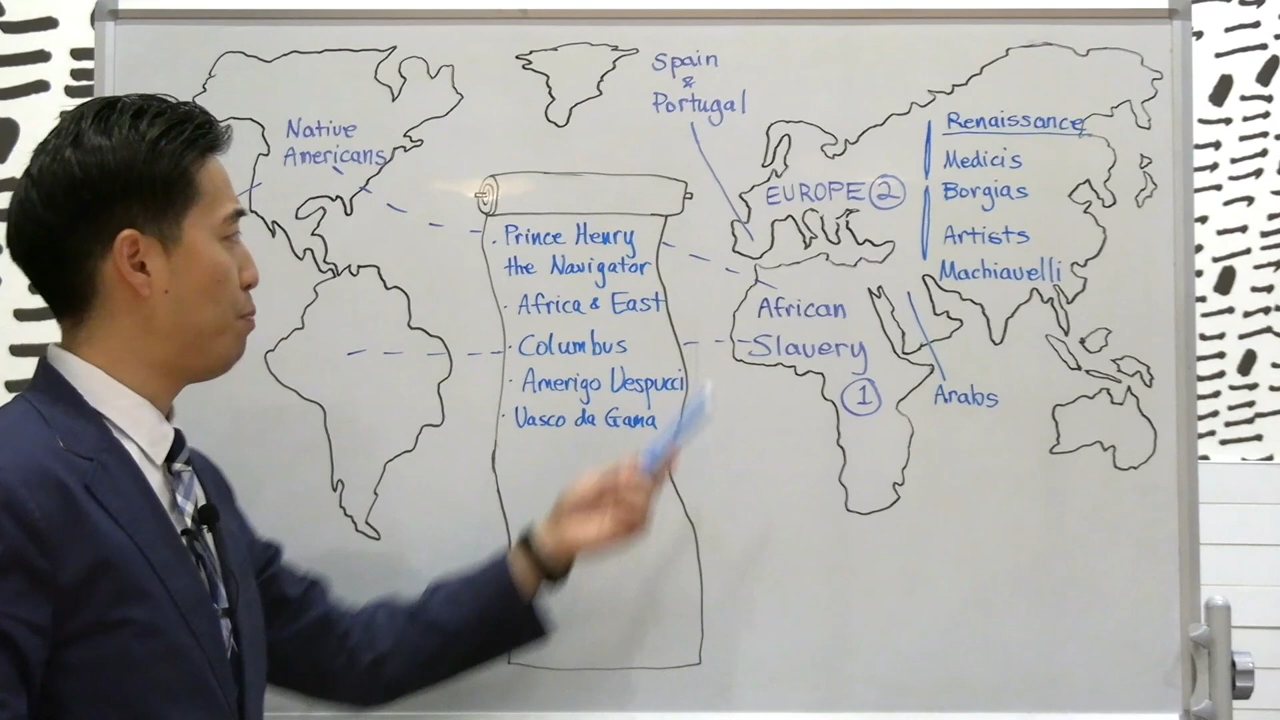 Native
Americans
Spain
&
Portugal
EUROPE 2
Renaissance
Medicis
Borgias
Artists
Machiavelli
· Prince Henry
the Navigator
· Africa & East
· Columbus
· Amerigo Vespucci
· Vasco da Gama
African
Slavery
1
Arabs